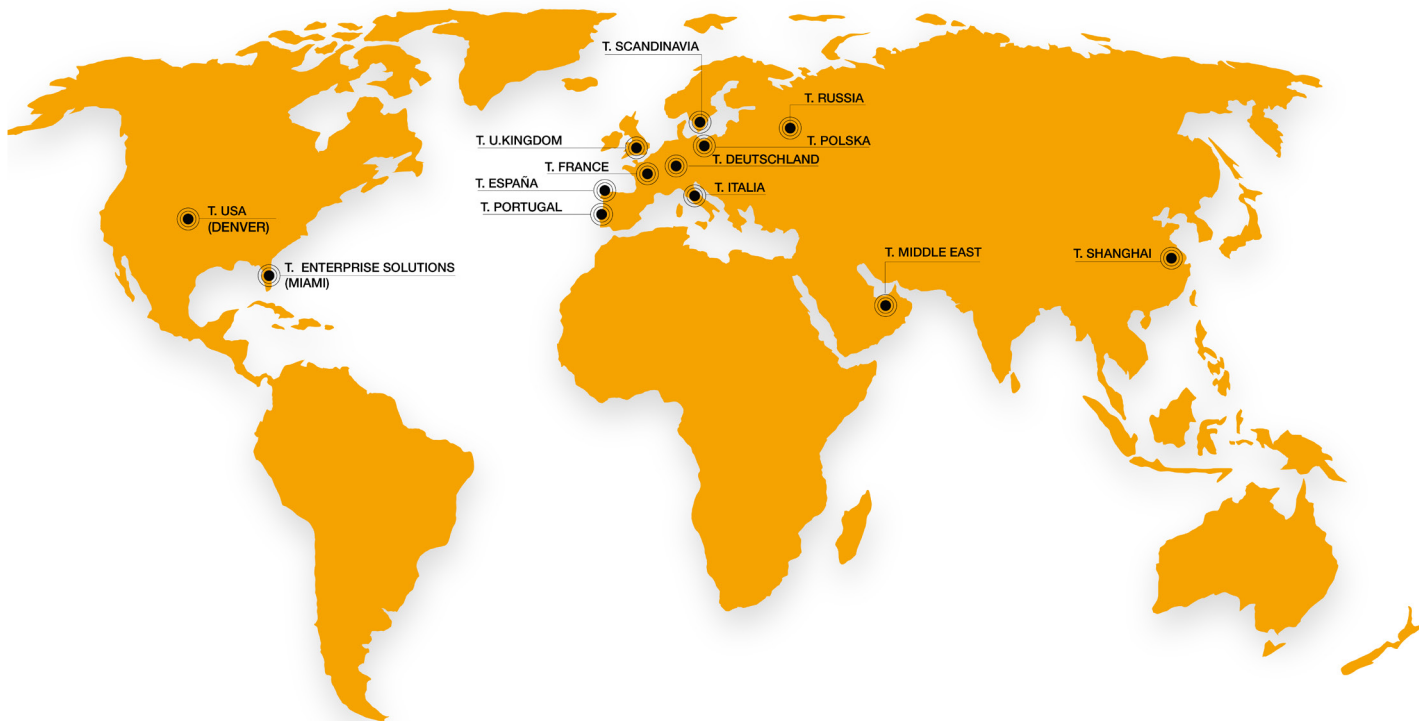 T. SCANDINAVIA
T. RUSSIA
T. U.KINGDOM
T. POLSKA
T. DEUTSCHLAND
T. FRANCE
T. ESPAÑA
T. ITALIA
T. PORTUGAL
T. USA
(DENVER)
T. MIDDLE EAST
T. SHANGHAI
T. ENTERPRISE SOLUTIONS
(MIAMI)